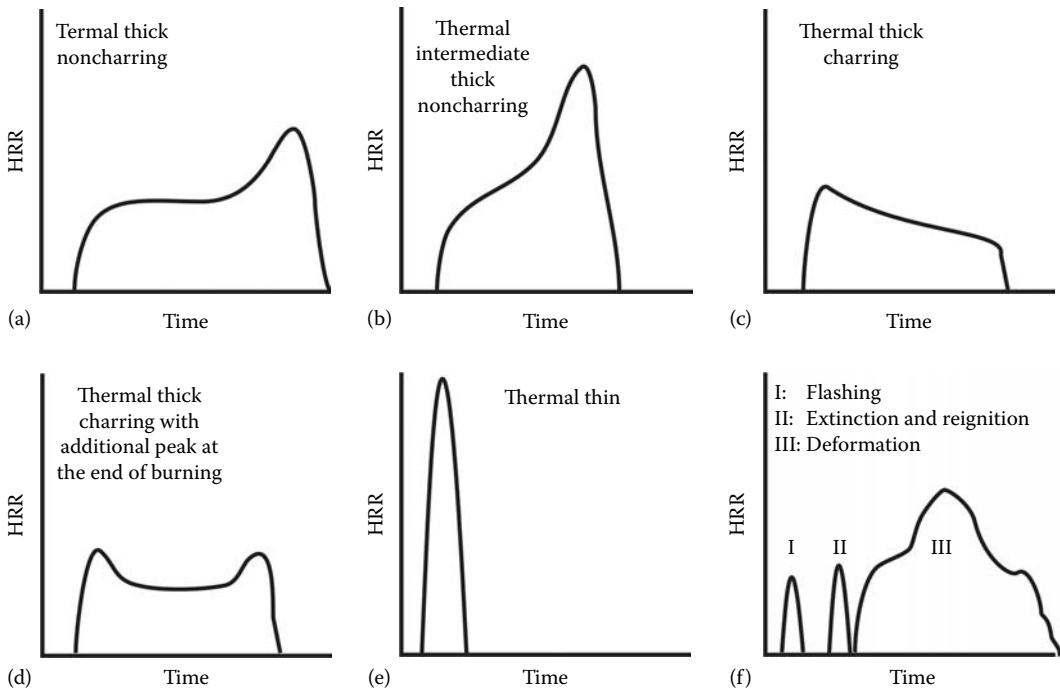 Termal thick
noncharring
HRR
(a)
Time
Thermal
intermediate
thick
noncharring
HRR
(b)
Time
Thermal thick
charring
HRR
(c)
Time
Thermal thick
charring with
additional peak at
the end of burning
HRR
(d)
Time
Thermal thin
HRR
(e)
Time
I: Flashing
II: Extinction and reignition
III: Deformation
HRR
I II III
(f)
Time